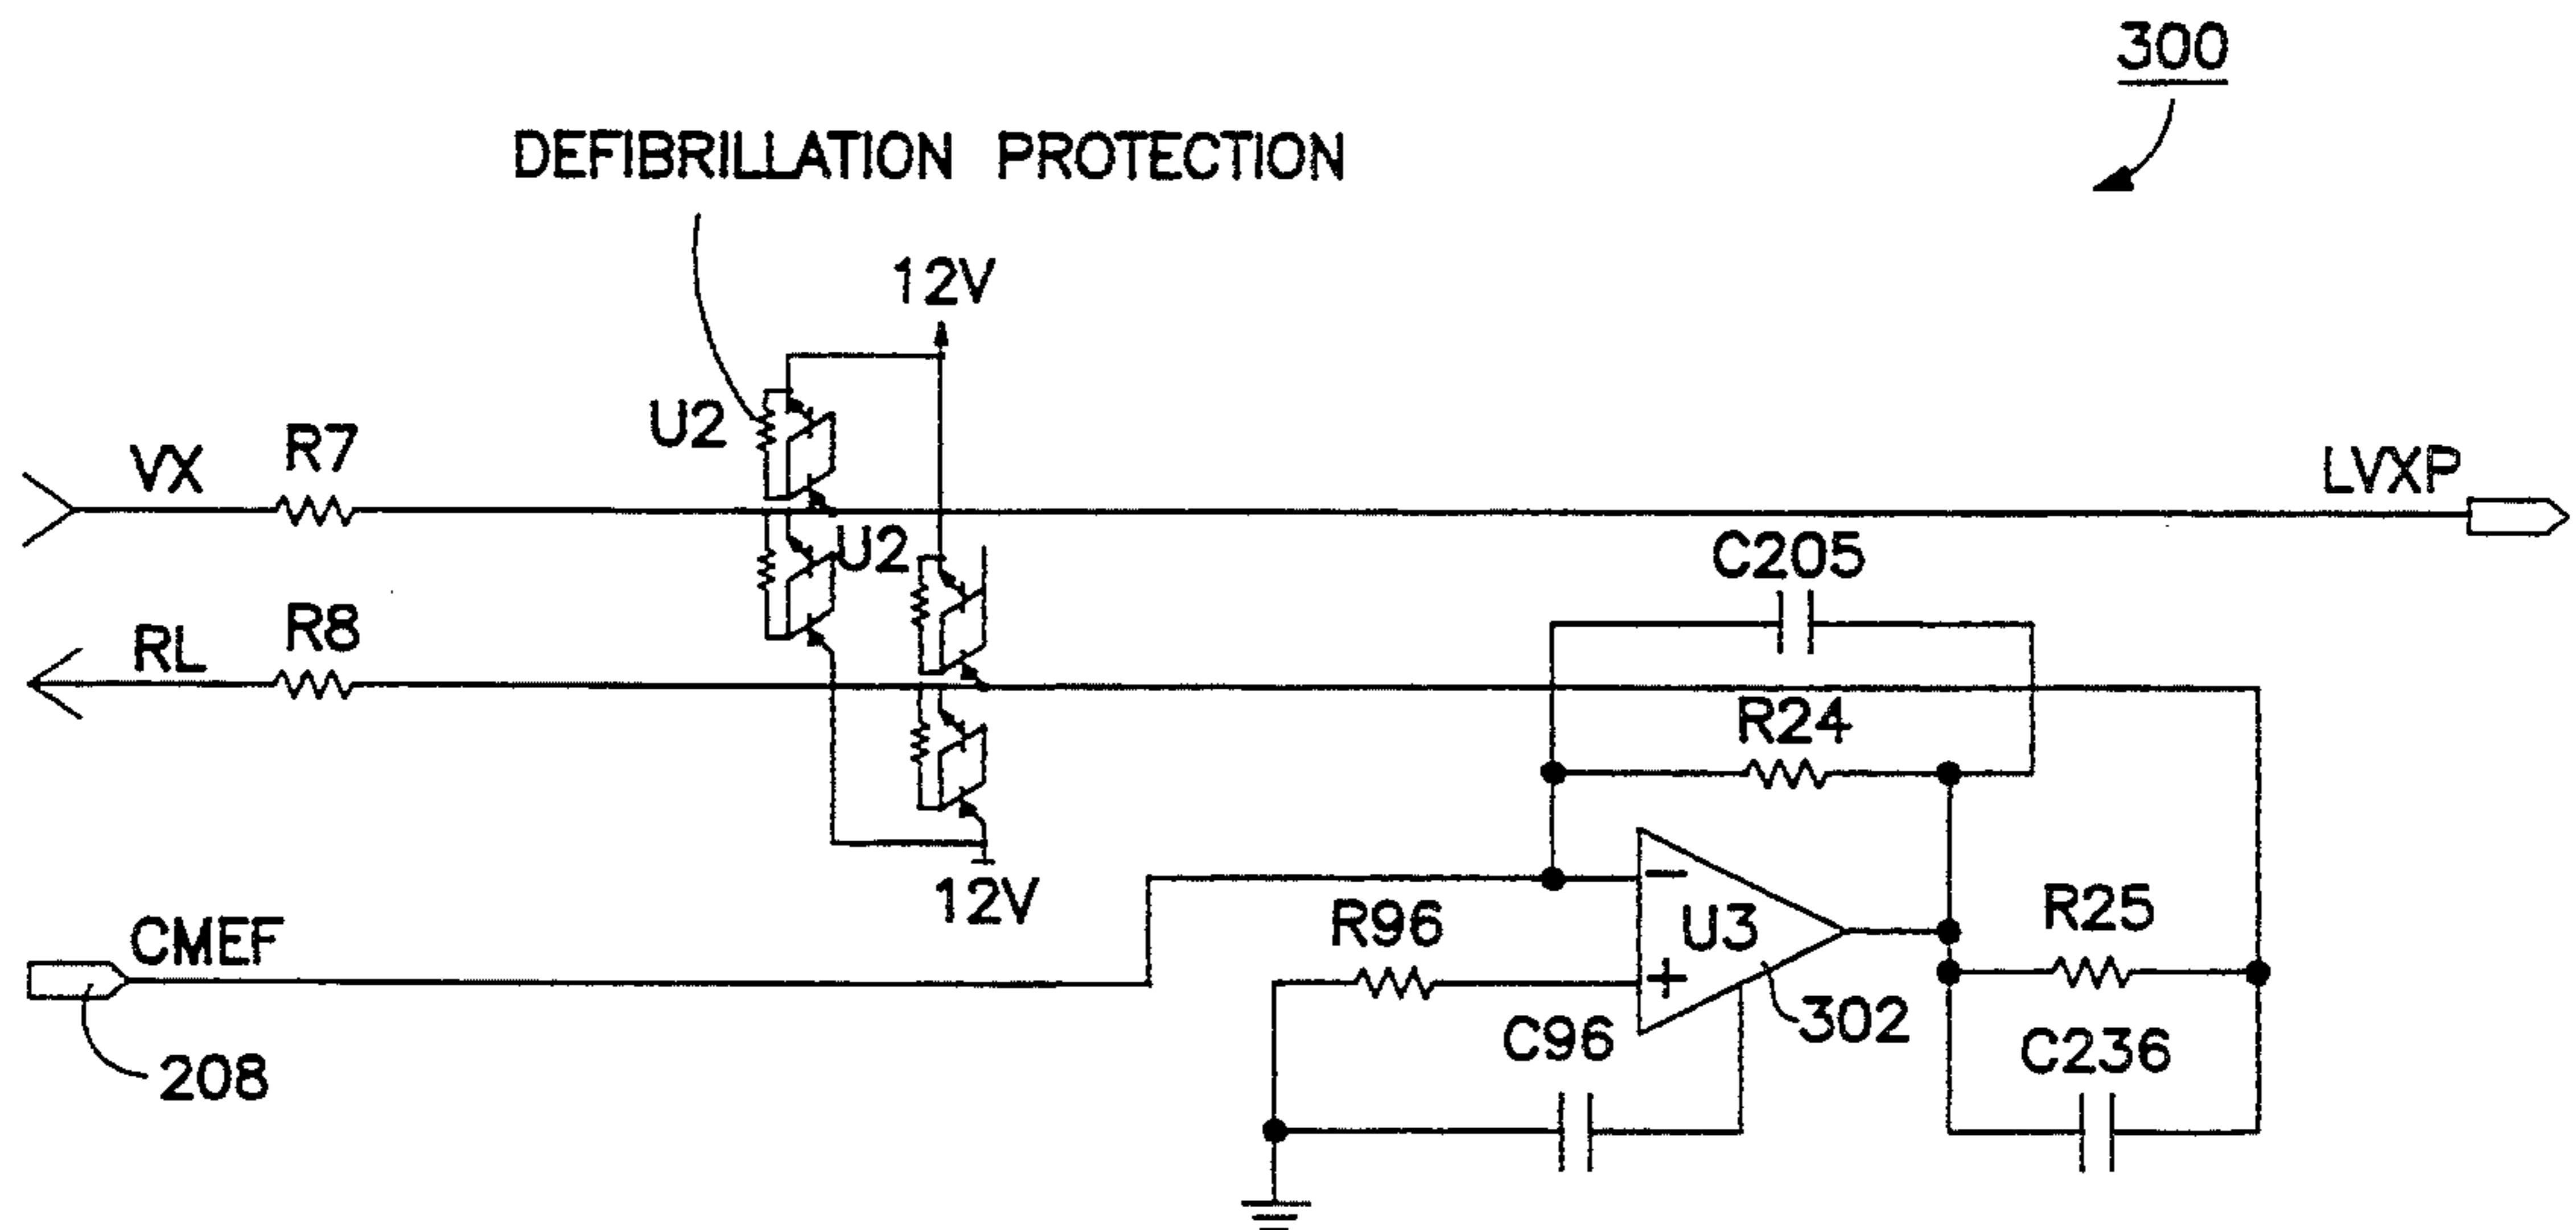 300
DEFIBRILLATION PROTECTION
12V
U2
VX
R7
LVXP
U2
C205
RL
R8
R24
12V
CMEF
R96
U3
R25
302
C96
C236
208